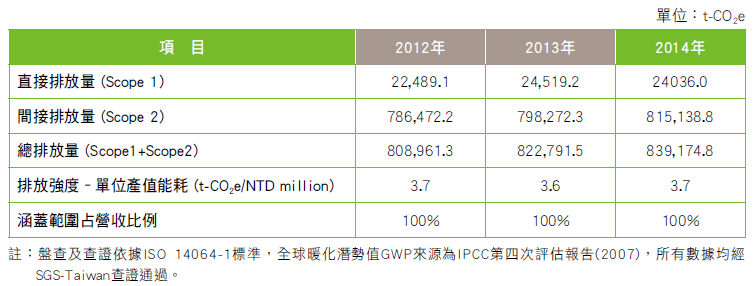 單位：t-CO₂e
項 目 2012年 2013年 2014年
直接排放量 (Scope 1) 22,489.1 24,519.2 24036.0
間接排放量 (Scope 2) 786,472.2 798,272.3 815,138.8
總排放量 (Scope1+Scope2) 808,961.3 822,791.5 839,174.8
排放強度－單位產值能耗 (t-CO₂e/NTD million) 3.7 3.6 3.7
涵蓋範圍占營收比例 100% 100% 100%
註：盤查及查證依據ISO 14064-1標準，全球暖化潛勢值GWP來源為IPCC第四次評估報告(2007)，所有數據均經
SGS-Taiwan查證通過。